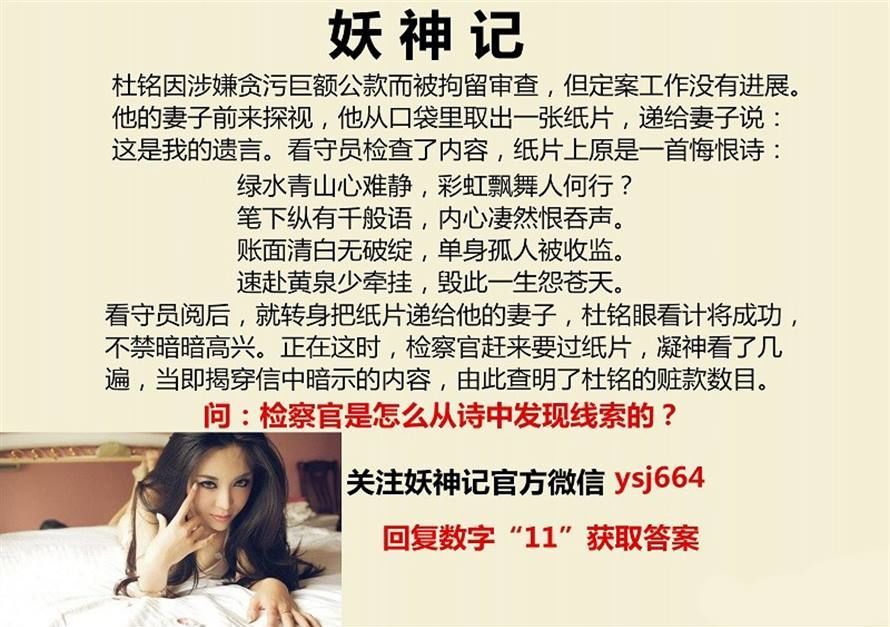 妖神记
杜铭因涉嫌贪污巨额公款而被拘留审查，但定案工作没有进展。
他的妻子前来探视，他从口袋里取出一张纸片，递给妻子说：
这是我的遗言。看守员检查了内容，纸片上原是一首悔恨诗：
绿水青山心难静，彩虹飘舞人何行？
笔下纵有千般语，内心凄然恨吞声。
账面清白无破绽，单身孤人被收监。
速赴黄泉少牵挂，毁此一生怨苍天。
看守员阅后，就转身把纸片递给他的妻子，杜铭眼看计将成功，
不禁暗暗高兴。正在这时，检察官赶来要过纸片，凝神看了几
遍，当即揭穿信中暗示的内容，由此查明了杜铭的赃款数目。
问：检察官是怎么从诗中发现线索的？
关注妖神记官方微信 ysj664
回复数字“11”获取答案